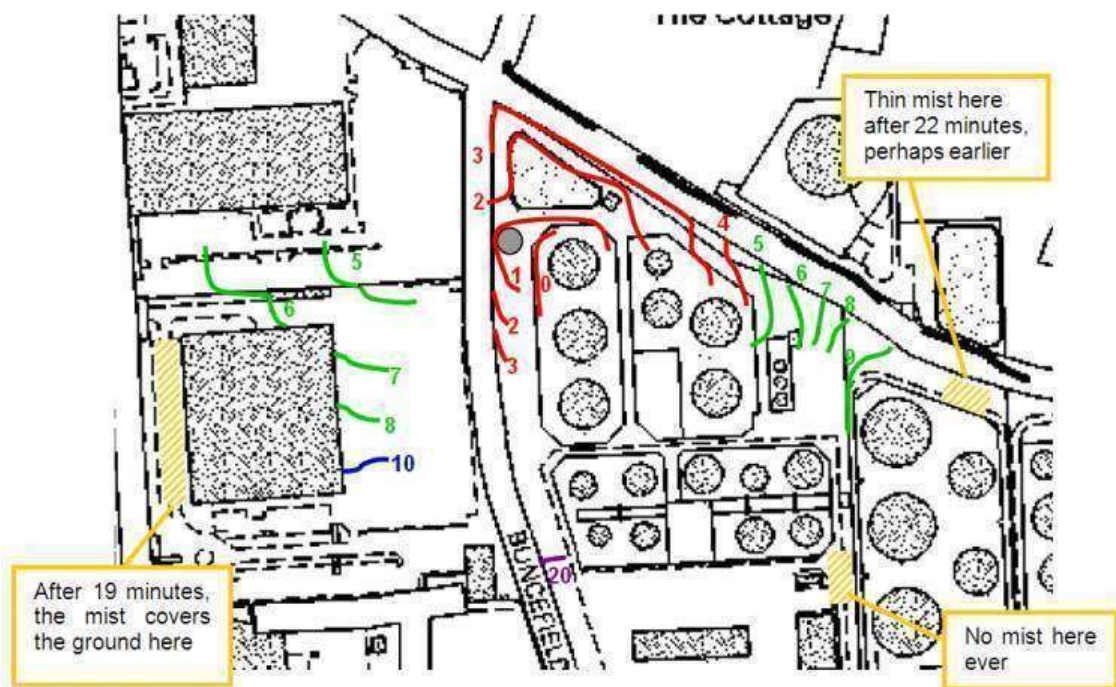 The Cottage
Thin mist here
after 22 minutes,
perhaps earlier
3
2
4
5
6
7
8
9
5
6
1
0
2
3
7
8
10
20
BUNCEFIELD
After 19 minutes,
the mist covers
the ground here
No mist here
ever